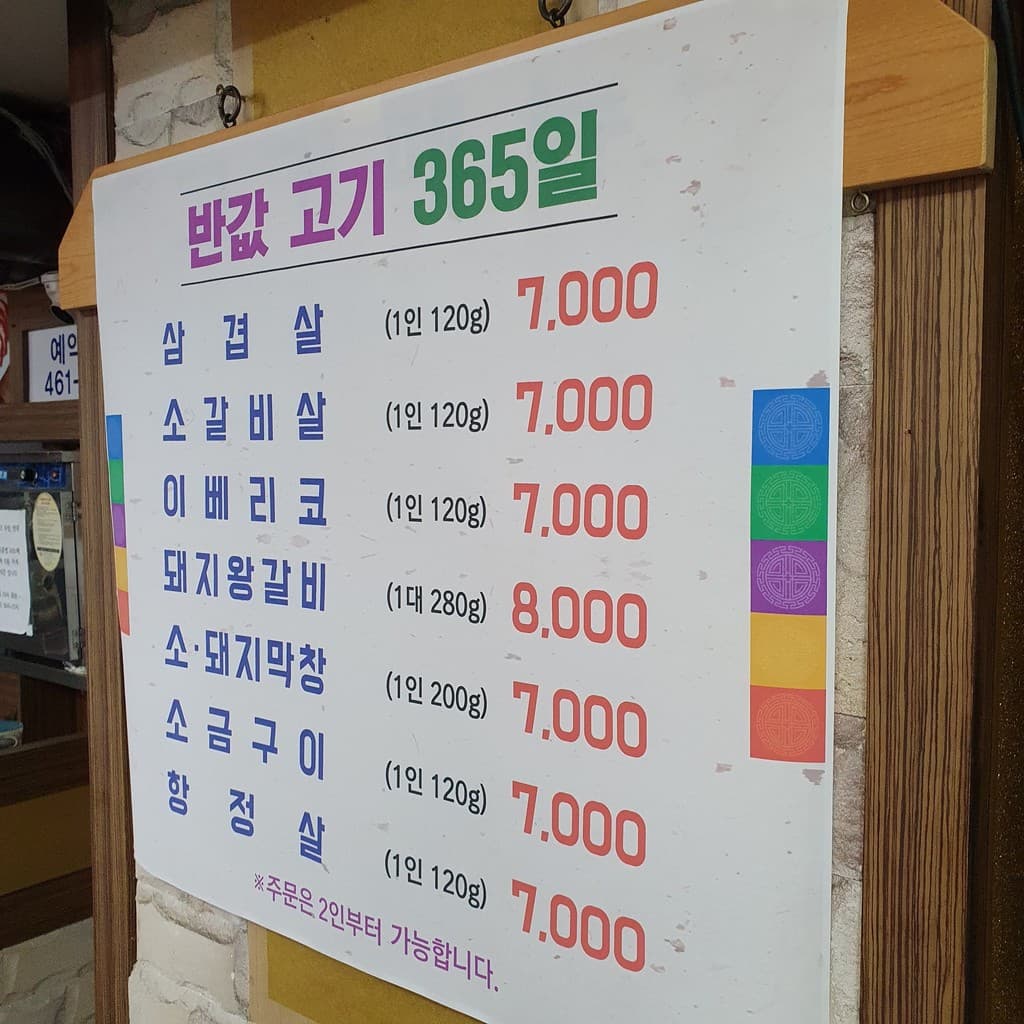 반값 고기 365일
삼겹살 (1인 120g) 7,000
소갈비살 (1인 120g) 7,000
이베리코 (1인 120g) 7,000
돼지왕갈비 (1대 280g) 8,000
소·돼지막창 (1인 200g) 7,000
소금구이 (1인 120g) 7,000
항정살 (1인 120g) 7,000
※주문은 2인부터 가능합니다.
461-